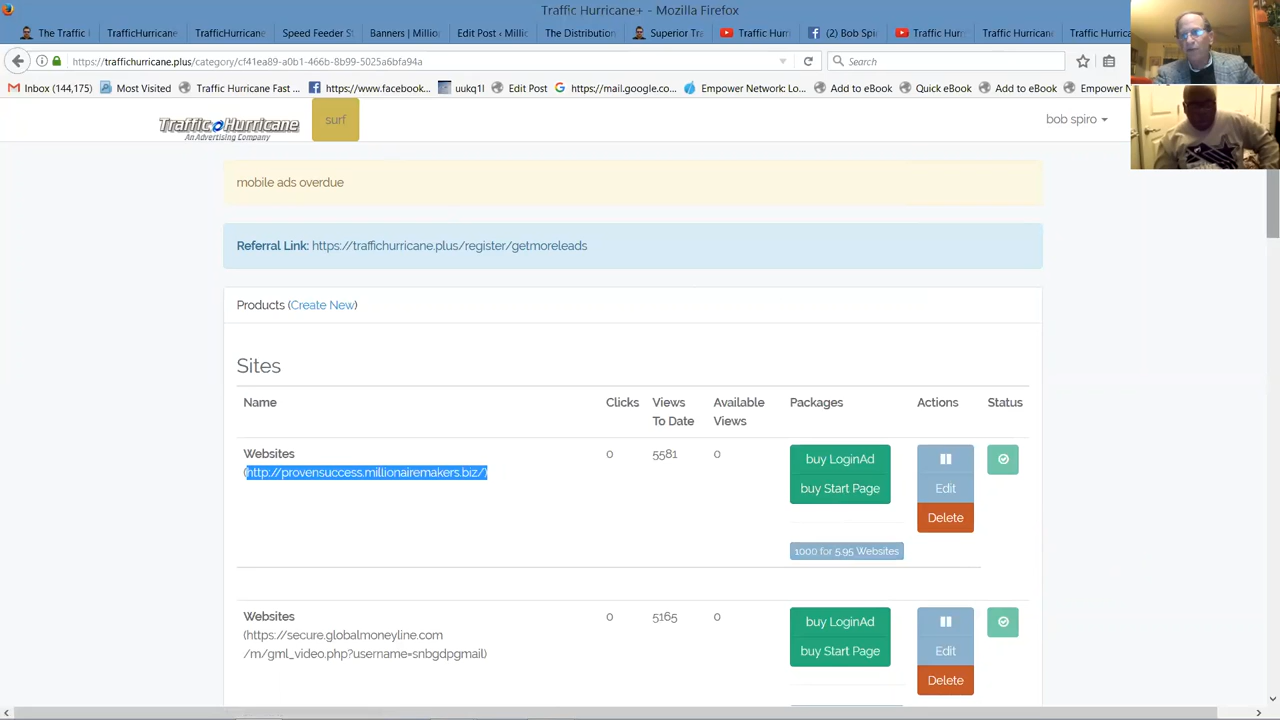 Traffic Hurricane+ - Mozilla Firefox
The Traffi
TrafficHurricane
TrafficHurricane
Speed Feeder S
Banners | Million
Edit Post ‹ Millic
The Distribution
Superior Tra
Traffic Hurr
(2) Bob Spir
Traffic Hurri
Traffic Hurricane
Traffic Hurr
https://traffichurricane.plus/category/cf41ea89-a0b1-466b-8b99-5025a6bfa94a
Search
Inbox (144,175)
Most Visited
Traffic Hurricane Fast ...
https://www.facebook...
uukq1l
Edit Post
https://mail.google.co...
Empower Network: Lo...
Add to eBook
Quick eBook
Add to eBook
Empower N
Traffic Hurricane
An Advertising Company
surf
bob spiro
mobile ads overdue
Referral Link: https://traffichurricane.plus/register/getmoreleads
Products (Create New)
Sites
Name Clicks Views To Date Available Views Packages Actions Status
Websites 0 5581 0 buy LoginAd
(http://provensuccess.millionairemakers.biz/)
buy Start Page Edit
Delete
1000 for 5.95 Websites
Websites 0 5165 0 buy LoginAd
(https://secure.globalmoneyline.com
/m/gml_video.php?username=snbgdpgmail)
buy Start Page Edit
Delete